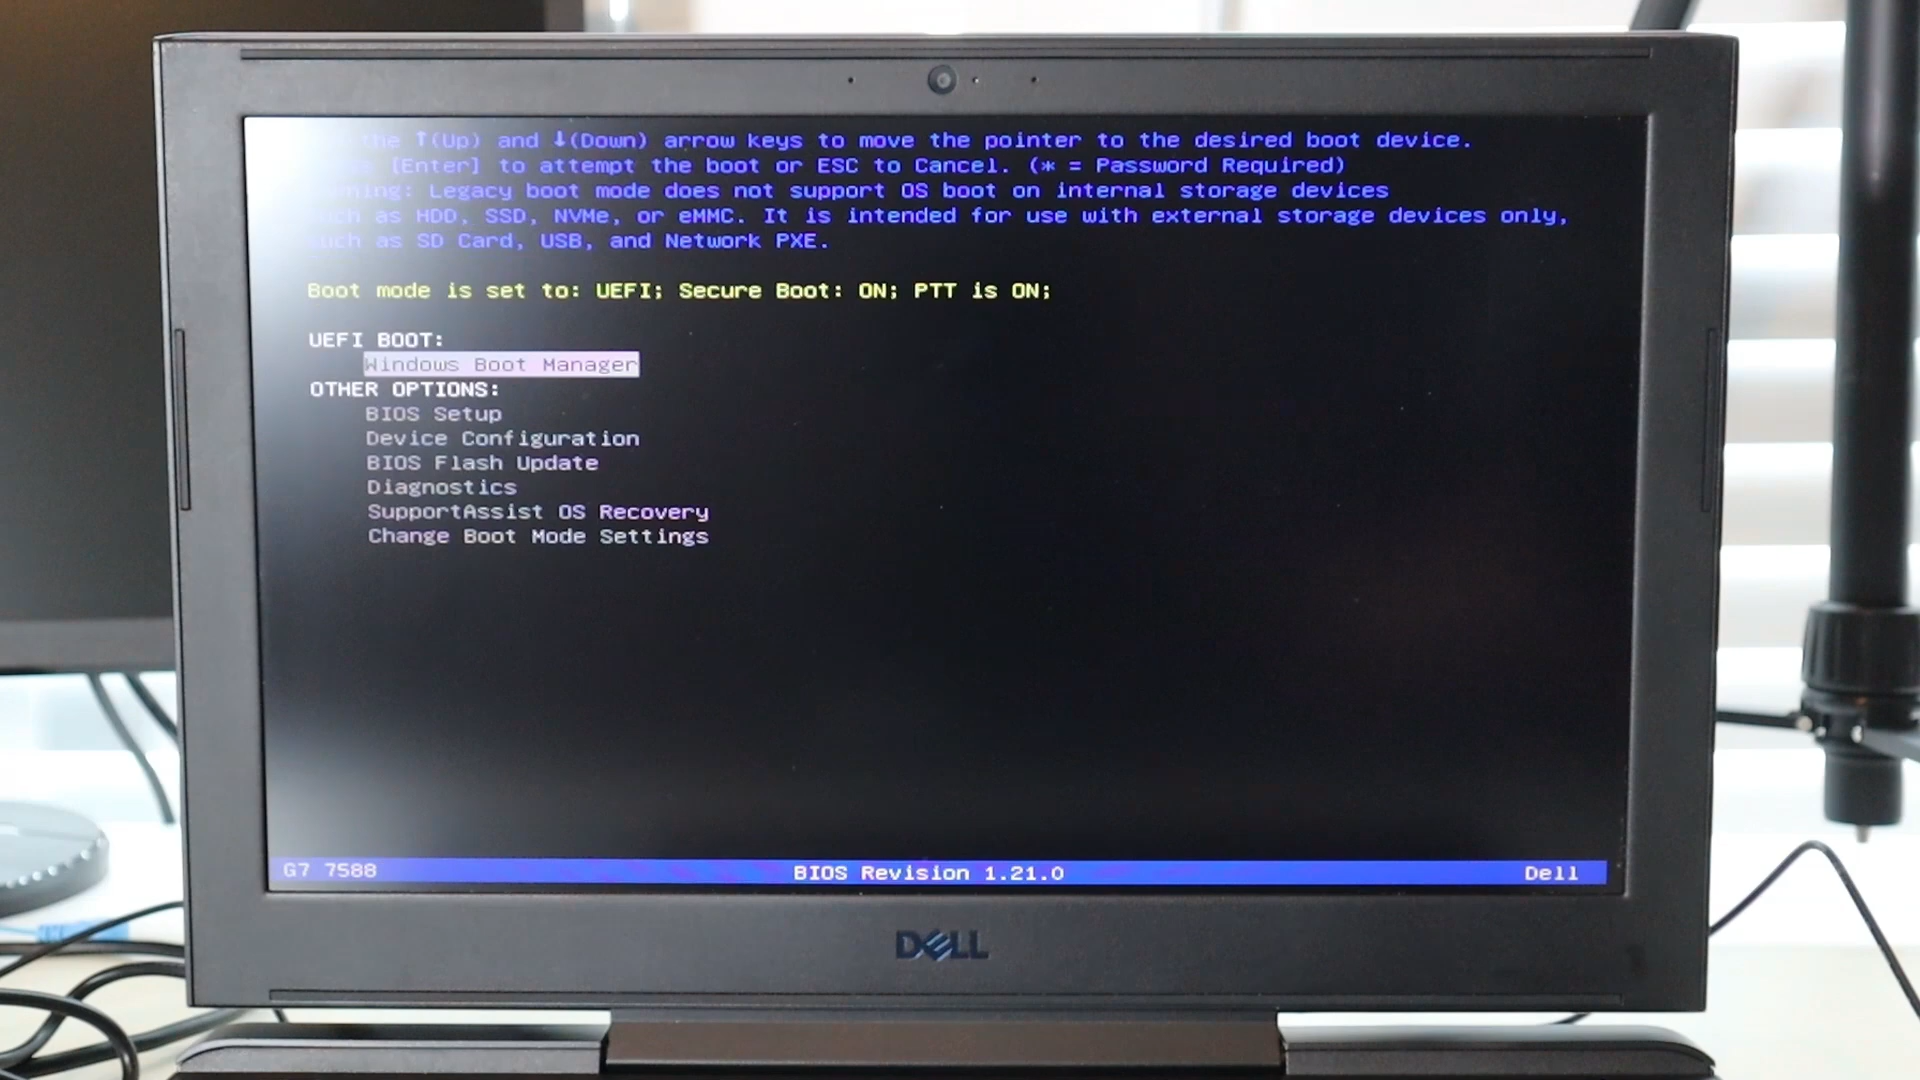 the ↑(Up) and ↓(Down) arrow keys to move the pointer to the desired boot device.
[Enter] to attempt the boot or ESC to Cancel. (* = Password Required)
Legacy boot mode does not support OS boot on internal storage devices
as HDD, SSD, NVMe, or eMMC. It is intended for use with external storage devices only,
such as SD Card, USB, and Network PXE.
Boot mode is set to: UEFI; Secure Boot: ON; PTT is ON;
UEFI BOOT:
Windows Boot Manager
OTHER OPTIONS:
BIOS Setup
Device Configuration
BIOS Flash Update
Diagnostics
SupportAssist OS Recovery
Change Boot Mode Settings
G7 7588 BIOS Revision 1.21.0 Dell
DELL